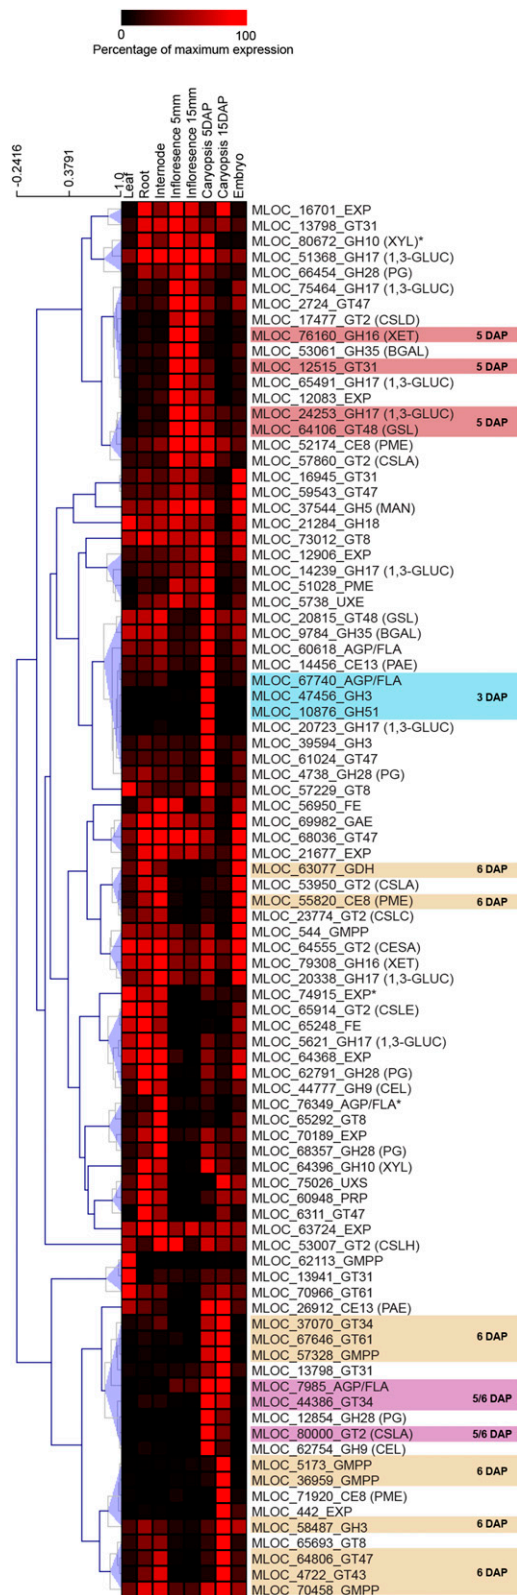 0 100
Percentage of maximum expression
-0.2416
0.3791
1.0
Leaf
Root
Internode
Infloresence 5mm
Infloresence 15mm
Caryopsis 5DAP
Caryopsis 15DAP
Embryo
MLOC_16701_EXP
MLOC_13798_GT31
MLOC_80672_GH10 (XYL)*
MLOC_51368_GH17 (1,3-GLUC)
MLOC_66454_GH28 (PG)
MLOC_75464_GH17 (1,3-GLUC)
MLOC_2724_GT47
MLOC_17477_GT2 (CSLD)
MLOC_76160_GH16 (XET) 5 DAP
MLOC_53061_GH35 (BGAL)
MLOC_12515_GT31 5 DAP
MLOC_65491_GH17 (1,3-GLUC)
MLOC_12083_EXP
MLOC_24253_GH17 (1,3-GLUC)
5 DAP
MLOC_64106_GT48 (GSL)
MLOC_52174_CE8 (PME)
MLOC_57860_GT2 (CSLA)
MLOC_16945_GT31
MLOC_59543_GT47
MLOC_37544_GH5 (MAN)
MLOC_21284_GH18
MLOC_73012_GT8
MLOC_12906_EXP
MLOC_14239_GH17 (1,3-GLUC)
MLOC_51028_PME
MLOC_5738_UXE
MLOC_20815_GT48 (GSL)
MLOC_9784_GH35 (BGAL)
MLOC_60618_AGP/FLA
MLOC_14456_CE13 (PAE)
MLOC_67740_AGP/FLA
MLOC_47456_GH3 3 DAP
MLOC_10876_GH51
MLOC_20723_GH17 (1,3-GLUC)
MLOC_39594_GH3
MLOC_61024_GT47
MLOC_4738_GH28 (PG)
MLOC_57229_GT8
MLOC_56950_FE
MLOC_69982_GAE
MLOC_68036_GT47
MLOC_21677_EXP
MLOC_63077_GDH 6 DAP
MLOC_53950_GT2 (CSLA)
MLOC_55820_CE8 (PME) 6 DAP
MLOC_23774_GT2 (CSLC)
MLOC_544_GMPP
MLOC_64555_GT2 (CESA)
MLOC_79308_GH16 (XET)
MLOC_20338_GH17 (1,3-GLUC)
MLOC_74915_EXP*
MLOC_65914_GT2 (CSLE)
MLOC_65248_FE
MLOC_5621_GH17 (1,3-GLUC)
MLOC_64368_EXP
MLOC_62791_GH28 (PG)
MLOC_44777_GH9 (CEL)
MLOC_76349_AGP/FLA*
MLOC_65292_GT8
MLOC_70189_EXP
MLOC_68357_GH28 (PG)
MLOC_64396_GH10 (XYL)
MLOC_75026_UXS
MLOC_60948_PRP
MLOC_6311_GT47
MLOC_63724_EXP
MLOC_53007_GT2 (CSLH)
MLOC_62113_GMPP
MLOC_13941_GT31
MLOC_70966_GT61
MLOC_26912_CE13 (PAE)
MLOC_37070_GT34
MLOC_67646_GT61 6 DAP
MLOC_57328_GMPP
MLOC_13798_GT31
MLOC_7985_AGP/FLA
5/6 DAP
MLOC_44386_GT34
MLOC_12854_GH28 (PG)
MLOC_80000_GT2 (CSLA) 5/6 DAP
MLOC_62754_GH9 (CEL)
MLOC_5173_GMPP
6 DAP
MLOC_36959_GMPP
MLOC_71920_CE8 (PME)
MLOC_442_EXP
MLOC_58487_GH3 6 DAP
MLOC_65693_GT8
MLOC_64806_GT47
MLOC_4722_GT43 6 DAP
MLOC_70458_GMPP